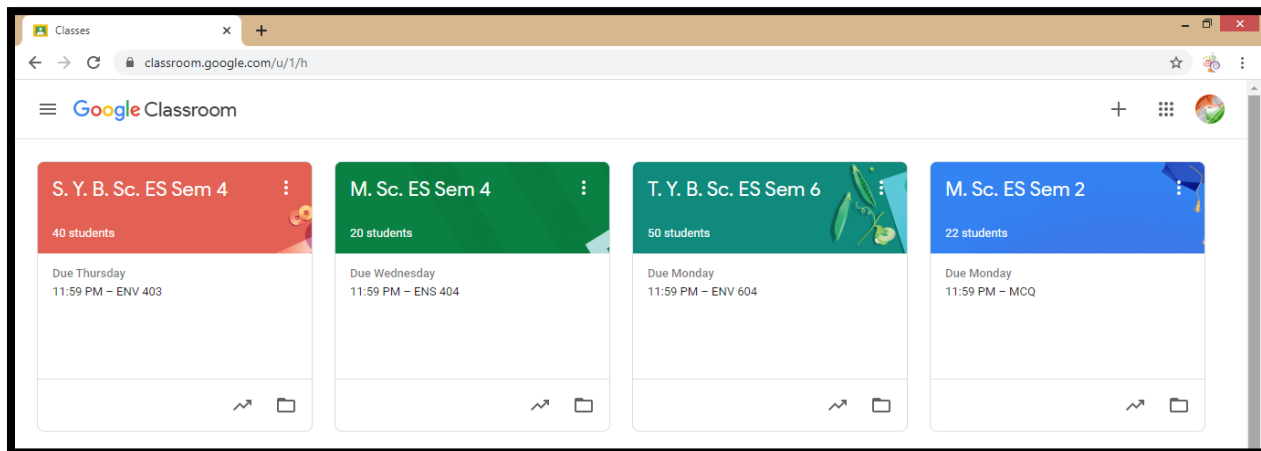 Classes
classroom.google.com/u/1/h
Google Classroom
S. Y. B. Sc. ES Sem 4
40 students
Due Thursday
11:59 PM – ENV 403
M. Sc. ES Sem 4
20 students
Due Wednesday
11:59 PM – ENS 404
T. Y. B. Sc. ES Sem 6
50 students
Due Monday
11:59 PM – ENV 604
M. Sc. ES Sem 2
22 students
Due Monday
11:59 PM – MCQ